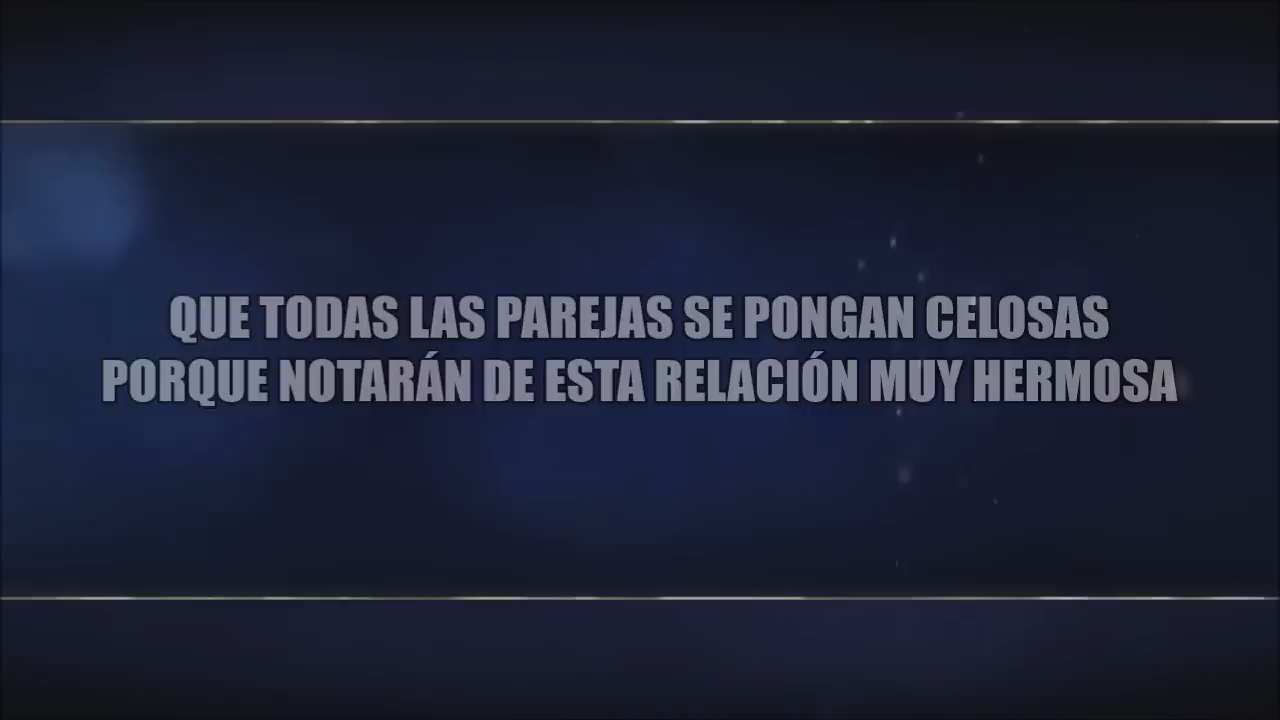 QUE TODAS LAS PAREJAS SE PONGAN CELOSAS
PORQUE NOTARÁN DE ESTA RELACIÓN MUY HERMOSA